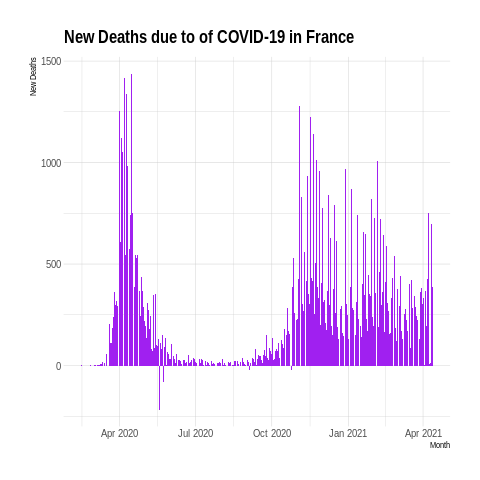 New Deaths due to of COVID-19 in France
New Deaths
1500
1000
500
0
Apr 2020 Jul 2020 Oct 2020 Jan 2021 Apr 2021
Month